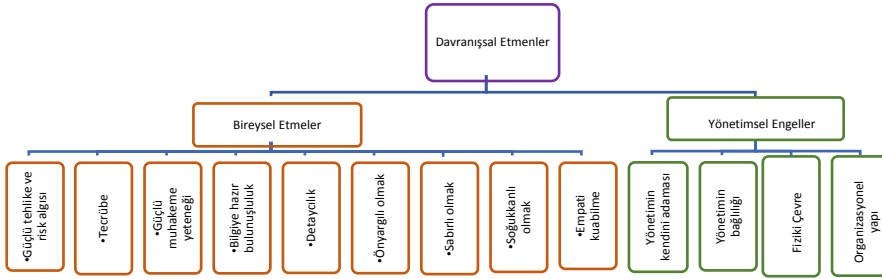 Davranışsal Etmenler
Bireysel Etmeler
Yönetimsel Engeller
•Güçlü tehlike ve
risk algısı
•Tecrübe
•Güçlü
muhakeme
yeteneği
•Bilgiye hazır
bulunuşluluk
•Detaycılık
•Önyargılı olmak
•Sabırlı olmak
•Soğukkanlı
olmak
•Empati
kuabilme
Yönetimin
kendini adaması
Yönetimin
bağlılığı
Fiziki Çevre
Organizasyonel
yapı